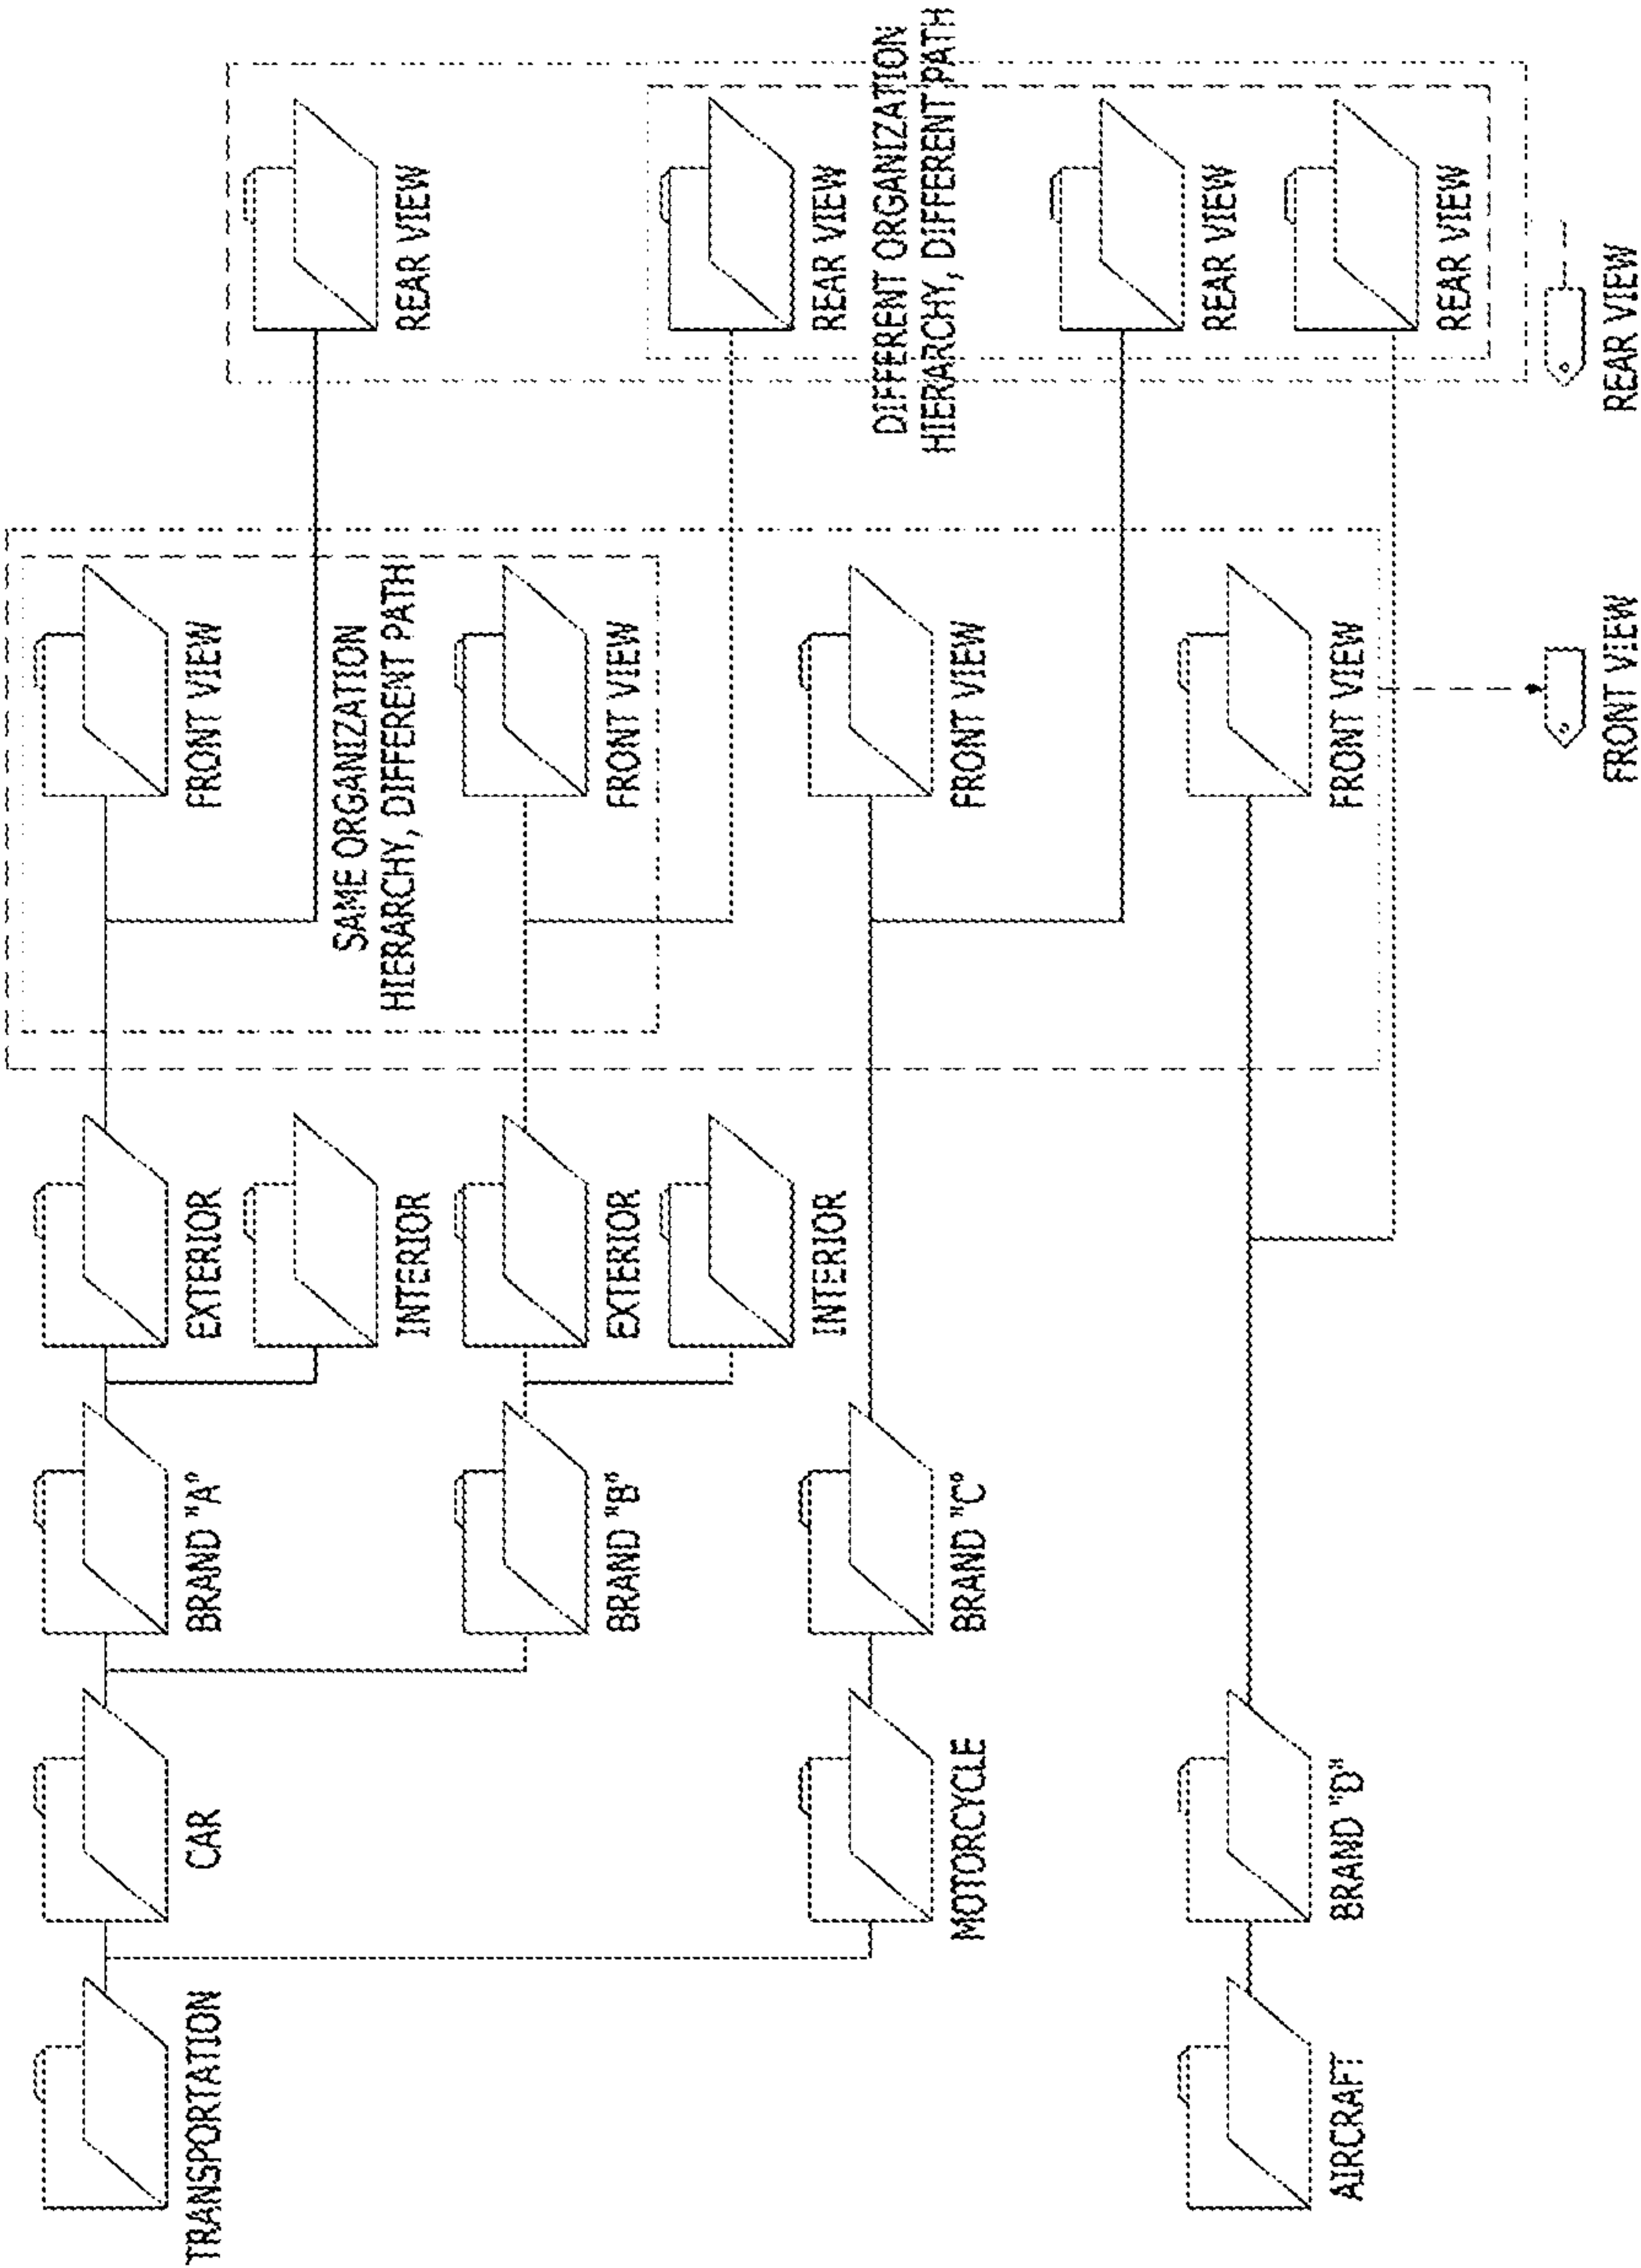 TRANSPORTATION
CAR
BRAND "A"
EXTERIOR
FRONT VIEW
INTERIOR
REAR VIEW
SAME ORGANIZATION
HIERARCHY, DIFFERENT PATH
BRAND "B"
EXTERIOR
FRONT VIEW
INTERIOR
REAR VIEW
DIFFERENT ORGANIZATION
HIERARCHY, DIFFERENT PATH
MOTORCYCLE
BRAND "C"
FRONT VIEW
REAR VIEW
AIRCRAFT
BRAND "D"
FRONT VIEW
REAR VIEW
FRONT VIEW
REAR VIEW